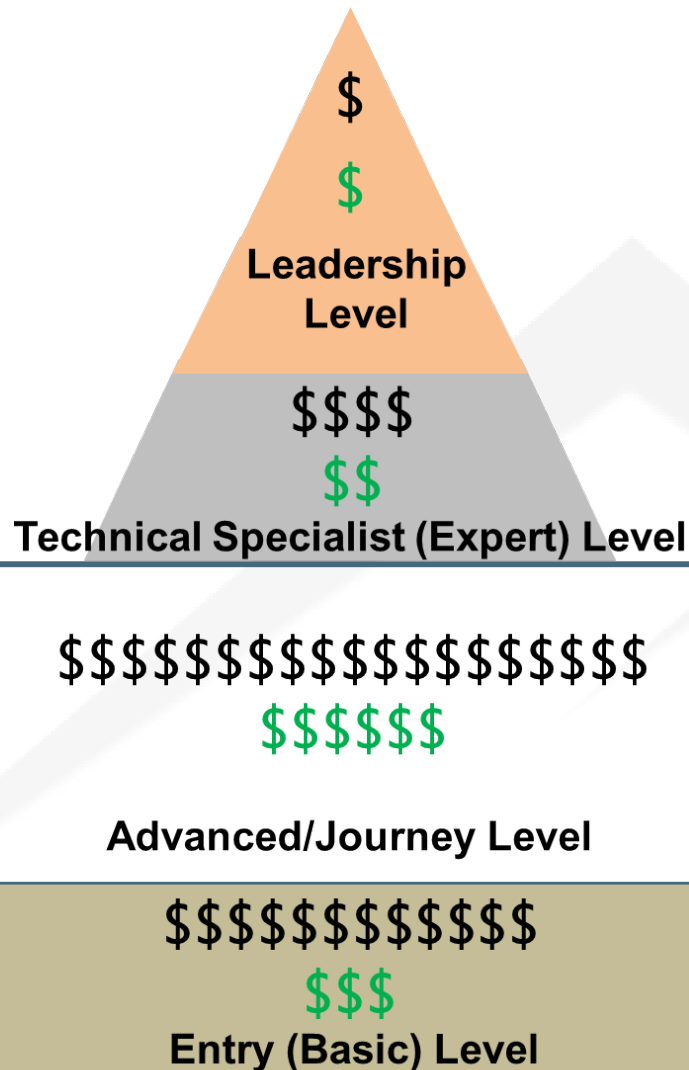 $
$
Leadership
Level
$$$$
$$
Technical Specialist (Expert) Level
$$$$$$$$$$$$$$$$$$$
$$$$$$
Advanced/Journey Level
$$$$$$$$$$$$
$$$
Entry (Basic) Level